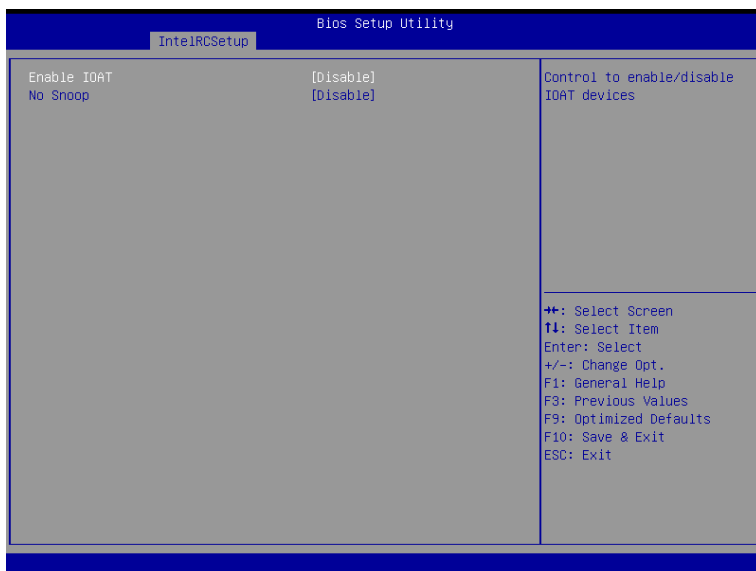 Bios Setup Utility
IntelRCSetup
Enable IOAT [Disable]
No Snoop [Disable]
Control to enable/disable
IOAT devices
→←: Select Screen
↑↓: Select Item
Enter: Select
+/-: Change Opt.
F1: General Help
F3: Previous Values
F9: Optimized Defaults
F10: Save & Exit
ESC: Exit